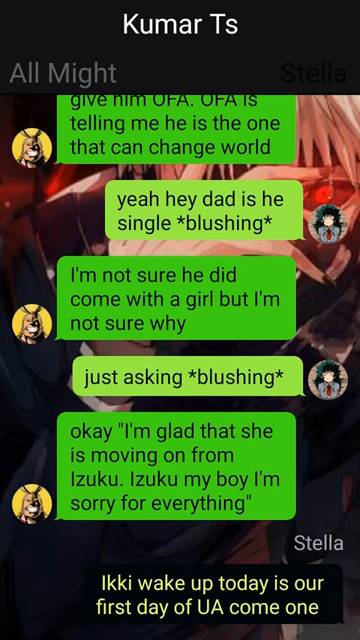 Kumar Ts
All Might
Stella
give him OFA. OFA is
telling me he is the one
that can change world
yeah hey dad is he
single *blushing*
I'm not sure he did
come with a girl but I'm
not sure why
just asking *blushing*
okay "I'm glad that she
is moving on from
Izuku. Izuku my boy I'm
sorry for everything"
Stella
Ikki wake up today is our
first day of UA come one